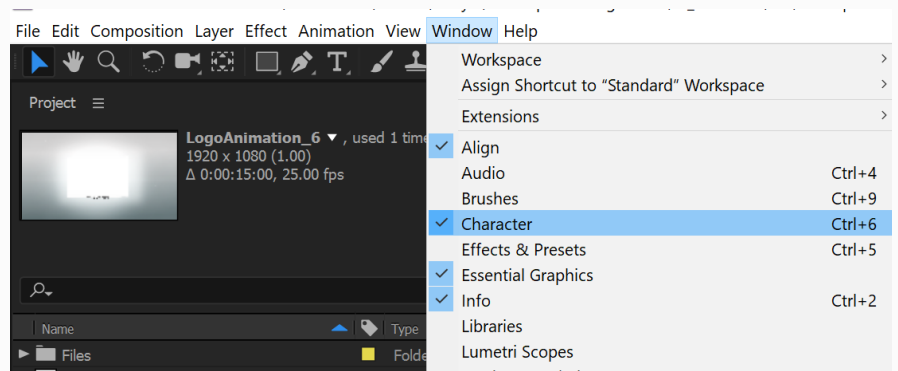 File Edit Composition Layer Effect Animation View Window Help
Project
LogoAnimation_6 , used 1 time
1920 x 1080 (1.00)
Δ 0:00:15:00, 25.00 fps
Name Type
Files
Workspace
Assign Shortcut to “Standard” Workspace
Extensions
Align
Audio Ctrl+4
Brushes Ctrl+9
Character Ctrl+6
Effects & Presets Ctrl+5
Essential Graphics
Info Ctrl+2
Libraries
Lumetri Scopes